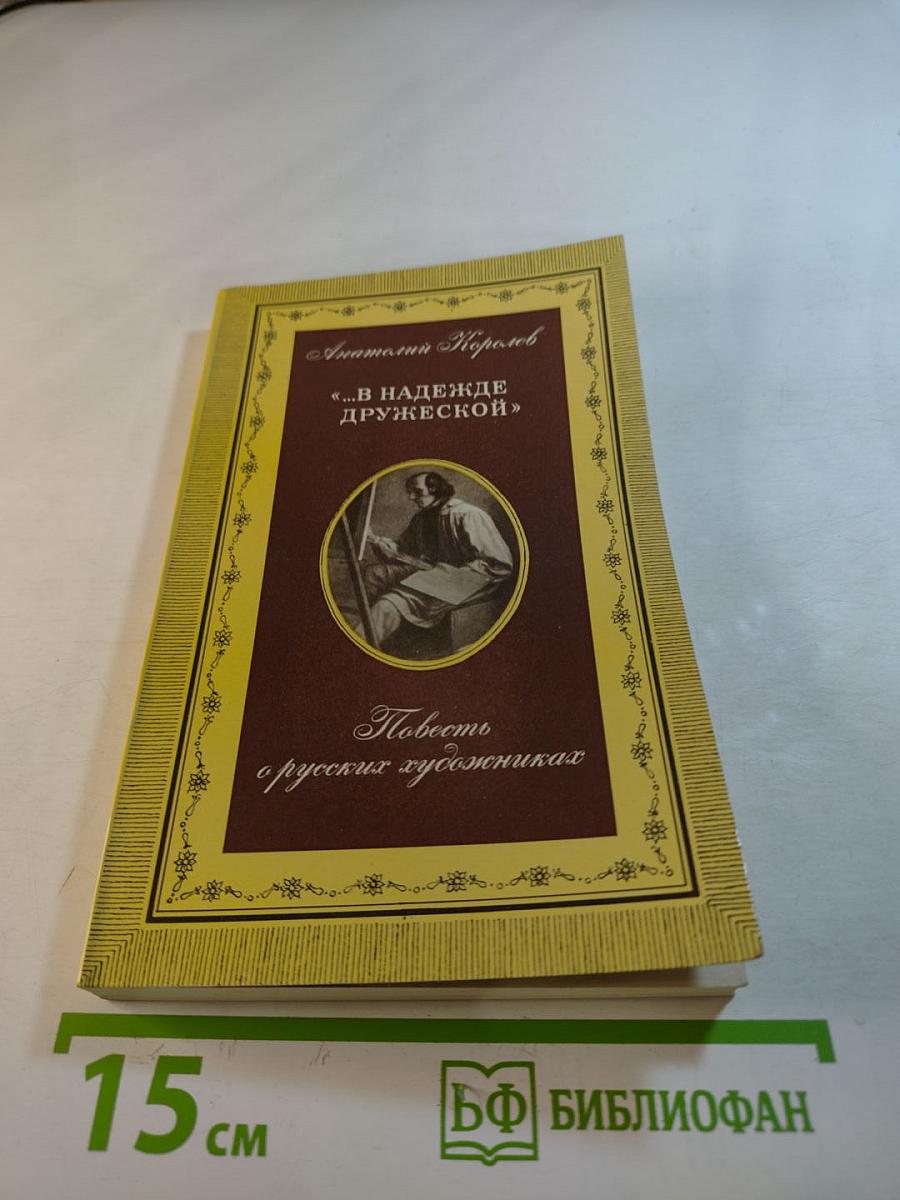 Анатолий Королев
«...В НАДЕЖДЕ
ДРУЖЕСКОЙ»
Повесть
о русских художниках
15 см
БФ БИБЛИОФАН